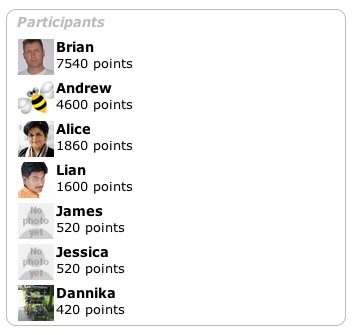 Participants
Brian
7540 points
Andrew
4600 points
Alice
1860 points
Lian
1600 points
No
photo
yet
James
520 points
No
photo
yet
Jessica
520 points
Dannika
420 points